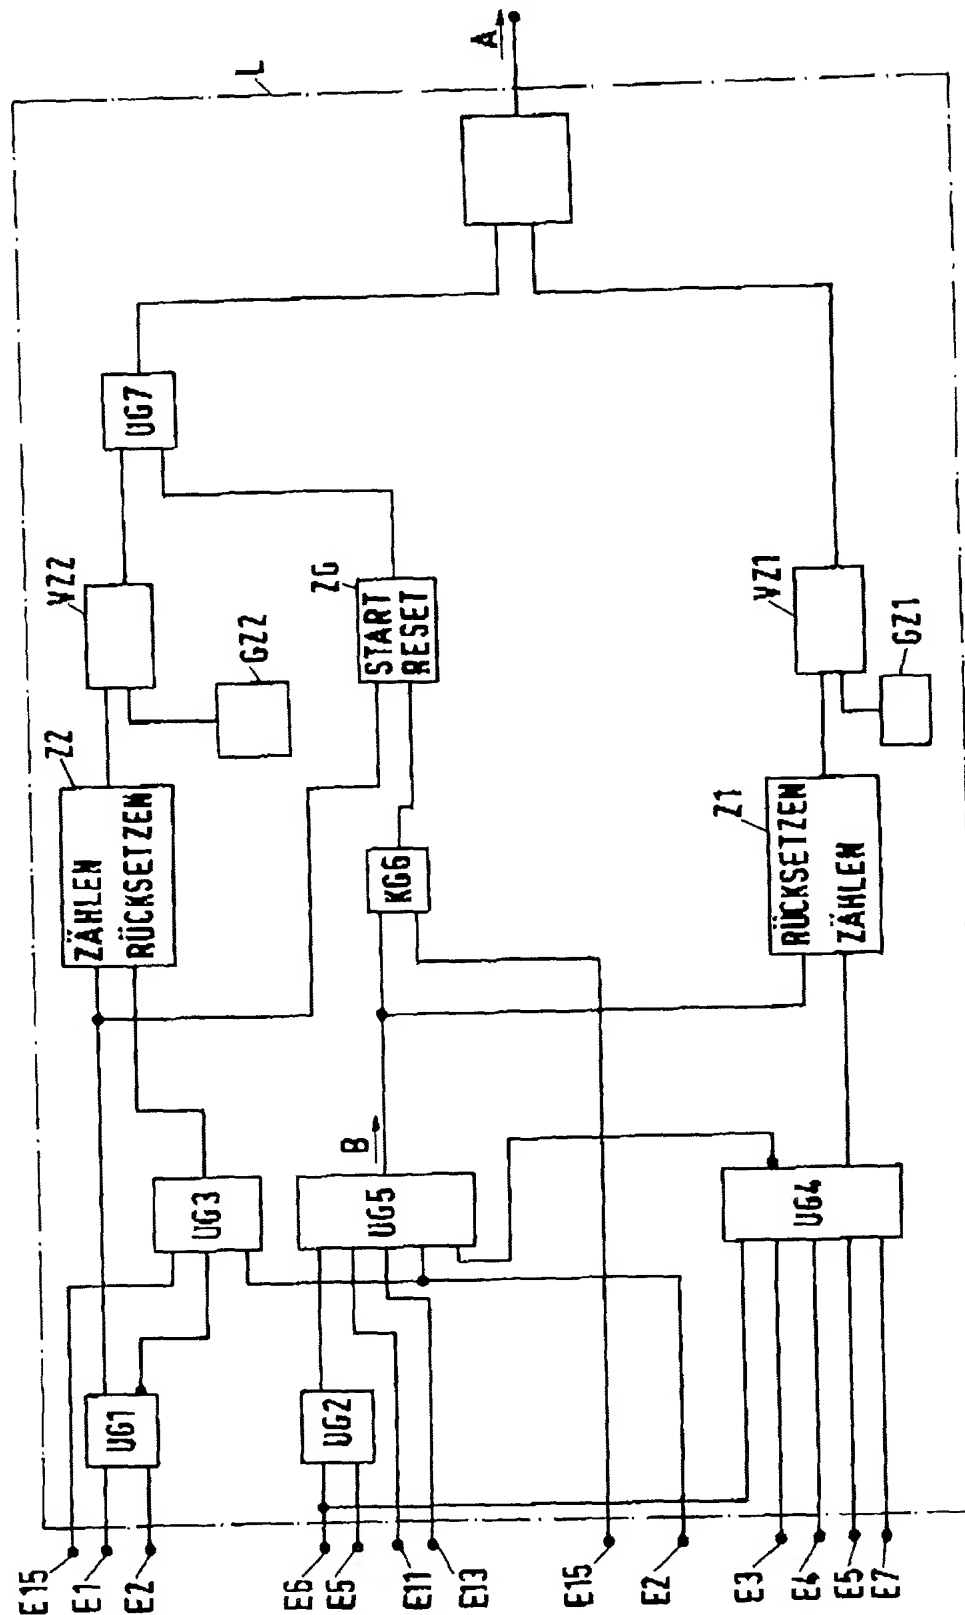 A
L
UG7
VZ2
GZ2
ZG
START
RESET
VZ1
GZ1
Z2
ZÄHLEN
RÜCKSETZEN
KG6
Z1
RÜCKSETZEN
ZÄHLEN
B
UG3
UG5
UG4
UG1
UG2
E15
E1
E2
E6
E5
E11
E13
E15
E2
E3
E4
E5
E7